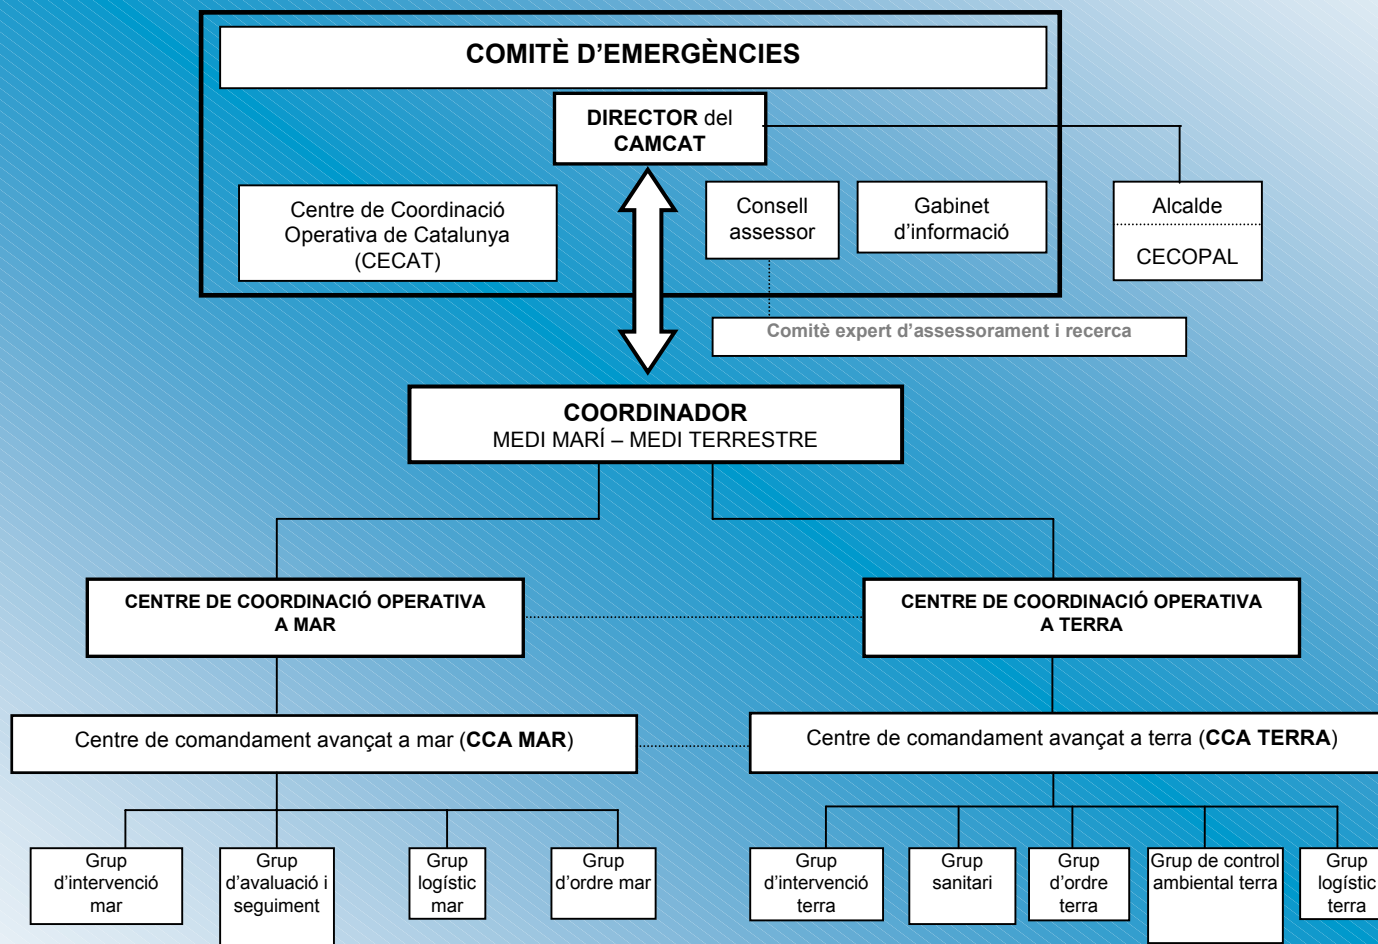 COMITÈ D'EMERGÈNCIES
DIRECTOR del
CAMCAT
Centre de Coordinació
Operativa de Catalunya
(CECAT)
Consell
assessor
Gabinet
d’informació
Alcalde
CECOPAL
Comitè expert d’assessorament i recerca
COORDINADOR
MEDI MARÍ – MEDI TERRESTRE
CENTRE DE COORDINACIÓ OPERATIVA
A MAR
CENTRE DE COORDINACIÓ OPERATIVA
A TERRA
Centre de comandament avançat a mar (CCA MAR)
Centre de comandament avançat a terra (CCA TERRA)
Grup
d’intervenció
mar
Grup
d’avaluació i
seguiment
Grup
logístic
mar
Grup
d’ordre mar
Grup
d’intervenció
terra
Grup
sanitari
Grup
d’ordre
terra
Grup de control
ambiental terra
Grup
logístic
terra